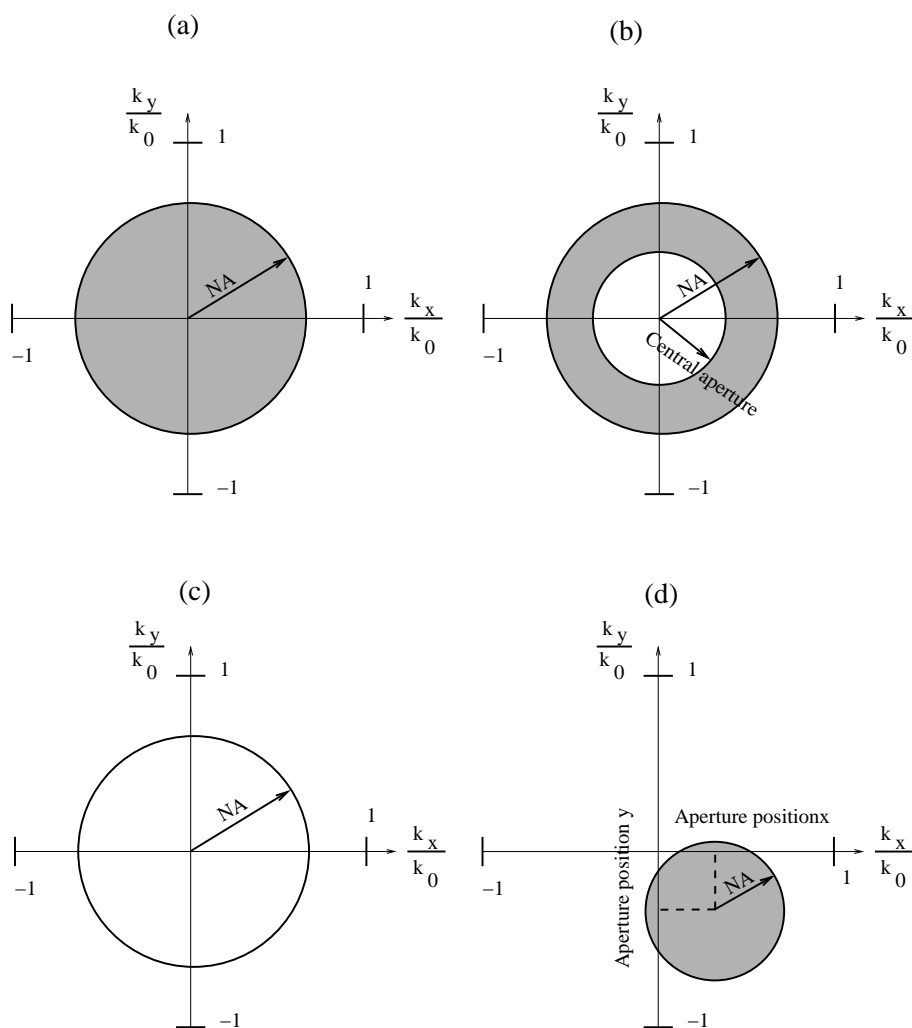 (a)
k y
k 0
1
NA
1
k x
k 0
−1
−1
(b)
k y
k 0
1
NA
1
k x
k 0
−1
Central aperture
−1
(c)
k y
k 0
1
NA
1
k x
k 0
−1
−1
(d)
k y
k 0
1
Aperture positionx
Aperture position y
k x
k 0
−1
NA
1
−1